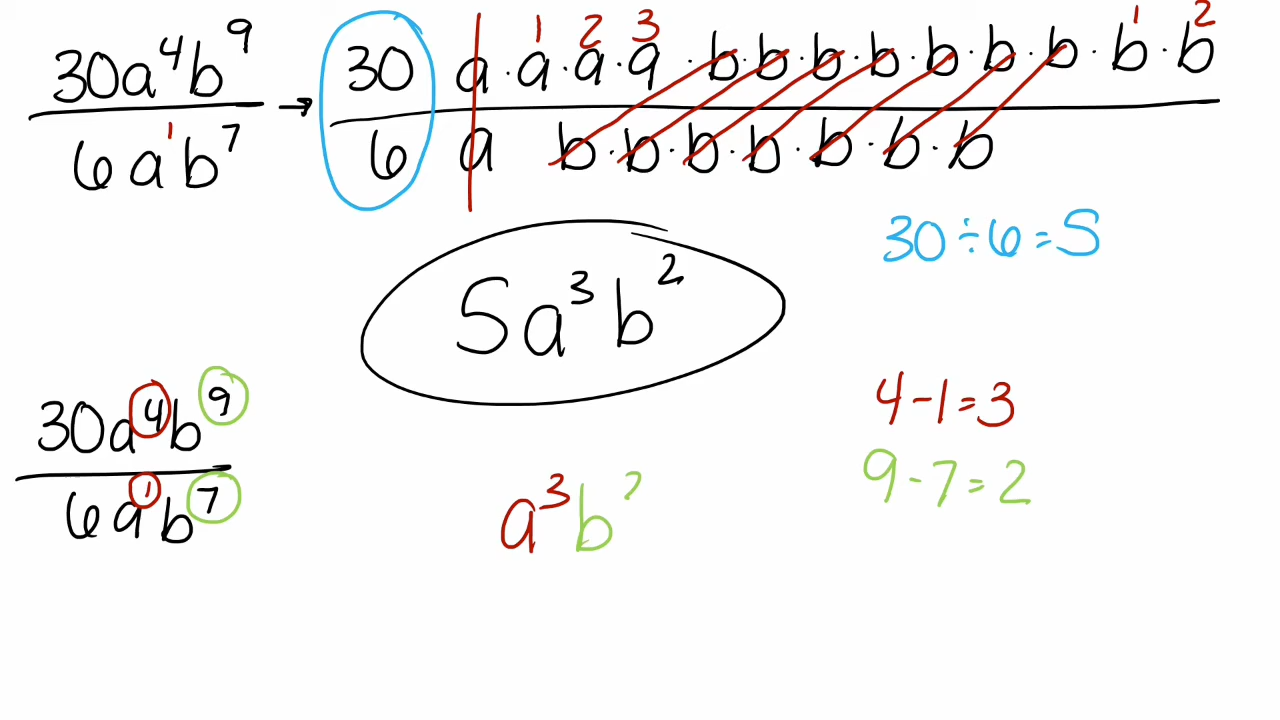 30a⁴b⁹ / 6a¹b⁷ → 30 a · a · a · a · b · b · b · b · b · b · b · b · b / 6 a b · b · b · b · b · b · b
1 2 3 1 2
30 ÷ 6 = 5
5a³b²
30a⁴b⁹ / 6a¹b⁷
4 - 1 = 3
9 - 7 = 2
a³b²